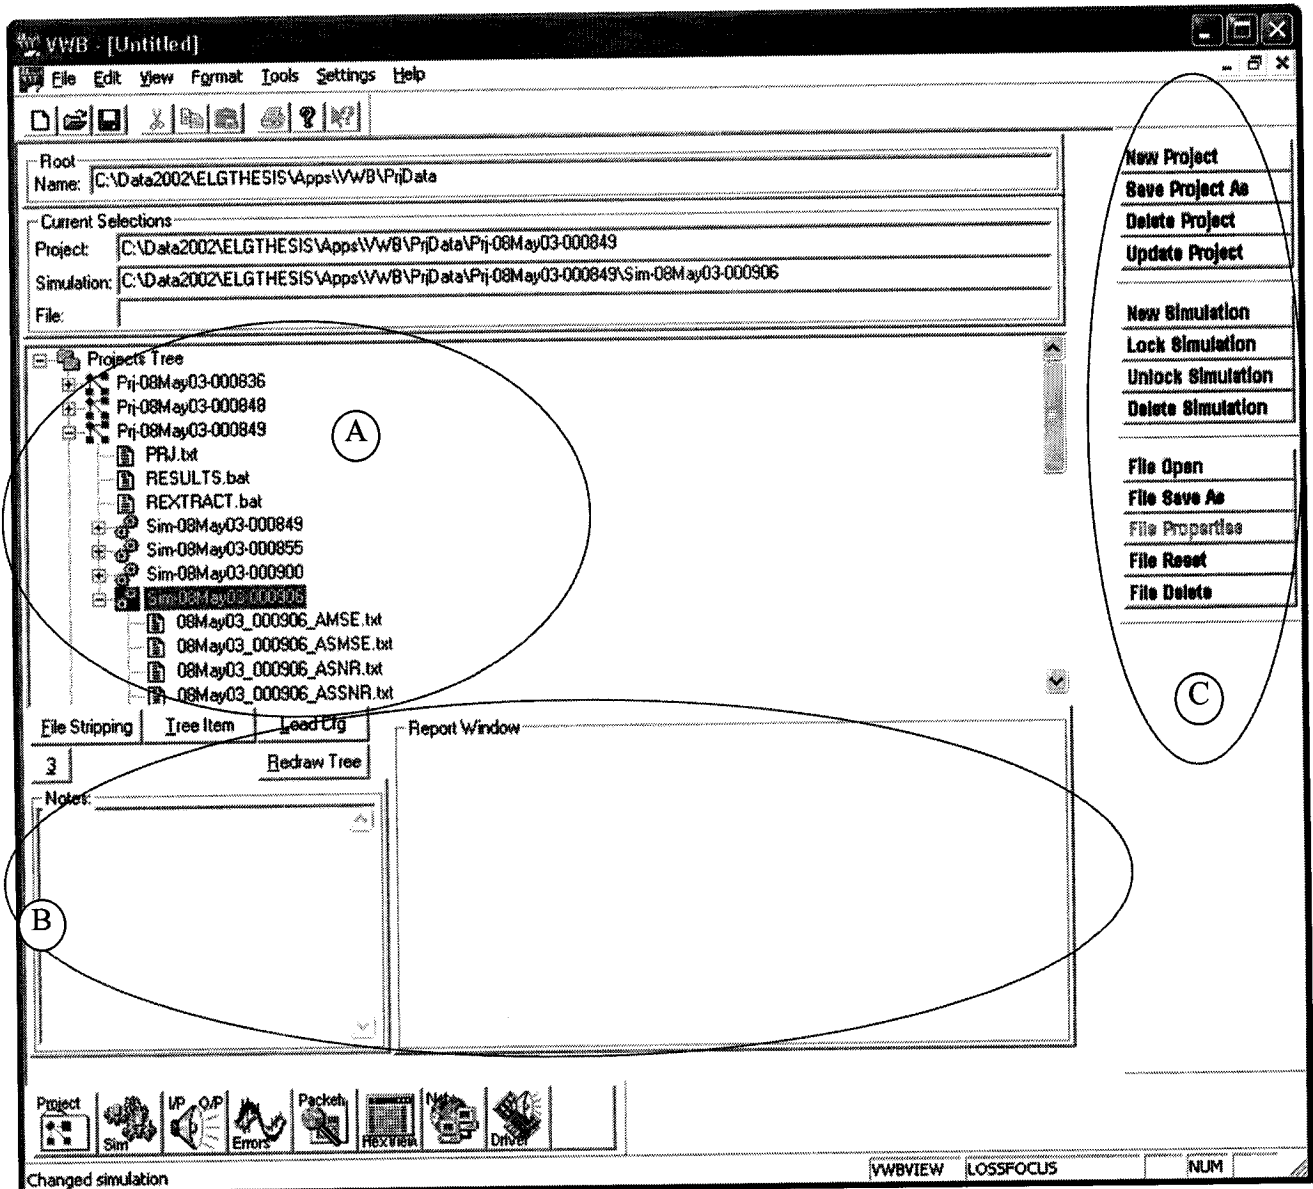 VWB - [Untitled]
File Edit View Format Tools Settings Help
Root
Name: C:\Data2002\ELGTHESIS\Apps\VWB\PrjData
Current Selections
Project: C:\Data2002\ELGTHESIS\Apps\VWB\PrjData\Prj-08May03-000849
Simulation: C:\Data2002\ELGTHESIS\Apps\VWB\PrjData\Prj-08May03-000849\Sim-08May03-000906
File:
Projects Tree
Prj-08May03-000836
Prj-08May03-000848
Prj-08May03-000849
PRJ.txt
RESULTS.bat
REXTRACT.bat
Sim-08May03-000849
Sim-08May03-000855
Sim-08May03-000900
Sim-08May03-000906
08May03_000906_AMSE.txt
08May03_000906_ASMSE.txt
08May03_000906_ASNR.txt
08May03_000906_ASSNR.txt
A
File Stripping Tree Item Load Cfg
3 Redraw Tree
Notes:
Report Window
B
New Project
Save Project As
Delete Project
Update Project
New Simulation
Lock Simulation
Unlock Simulation
Delete Simulation
File Open
File Save As
File Properties
File Reset
File Delete
C
Project Sim I/P O/P Errors Packets Net Driver
Changed simulation VWBVIEW LOSSFOCUS NUM